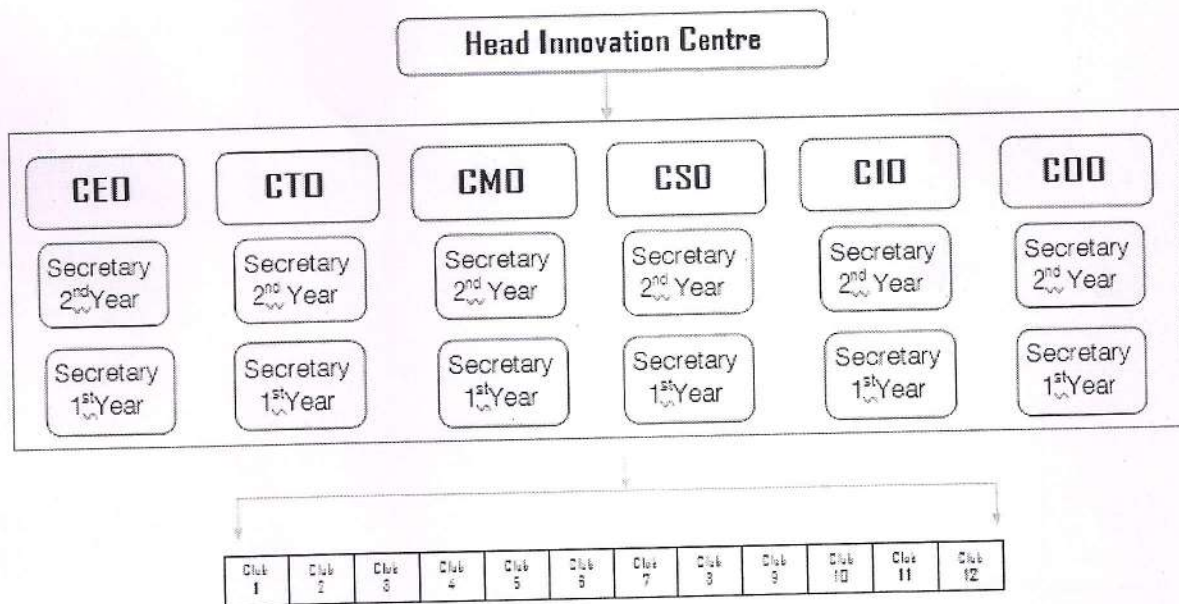 Head Innovation Centre
CEO CTO CMO CSO CIO COO
Secretary Secretary Secretary Secretary Secretary Secretary
2nd Year 2nd Year 2nd Year 2nd Year 2nd Year 2nd Year
Secretary Secretary Secretary Secretary Secretary Secretary
1st Year 1st Year 1st Year 1st Year 1st Year 1st Year
Club Club Club Club Club Club Club Club Club Club Club Club
1 2 3 4 5 6 7 8 9 10 11 12